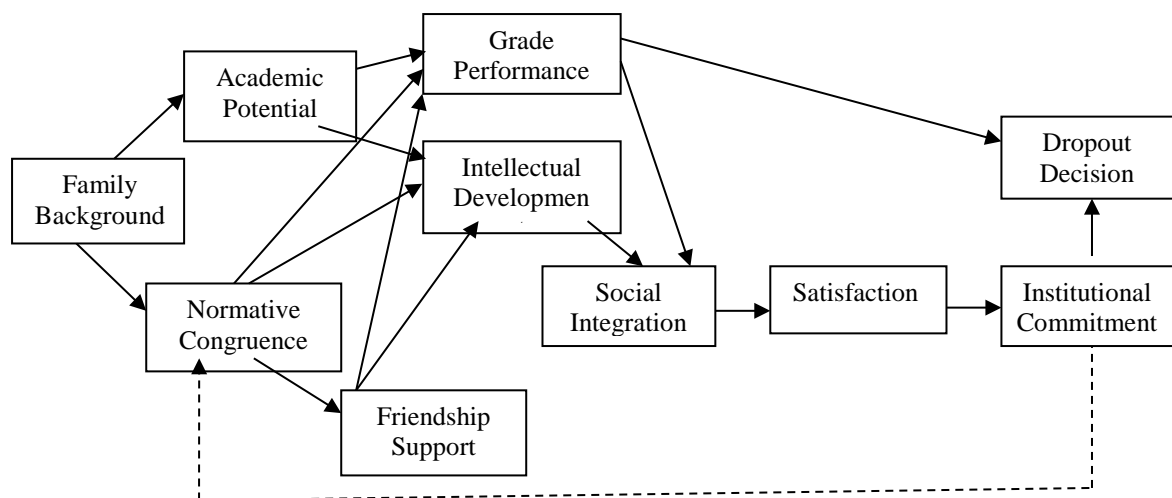 Grade
Performance
Academic
Potential
Dropout
Decision
Intellectual
Developmen
Family
Background
Social
Integration
Satisfaction
Institutional
Commitment
Normative
Congruence
Friendship
Support